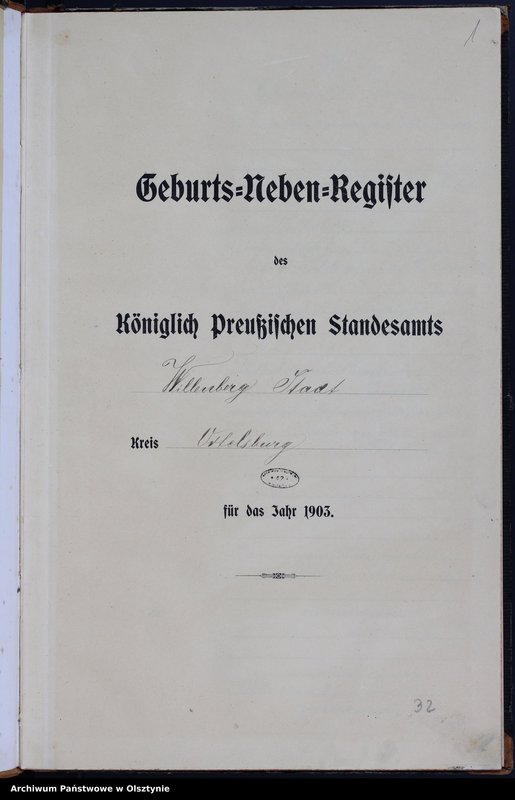 1
Geburts=Neben=Register
des
Königlich Preußischen Standesamts
Willenberg Stadt
Kreis Ortelsburg
für das Jahr 1903.
32
Archiwum Państwowe w Olsztynie